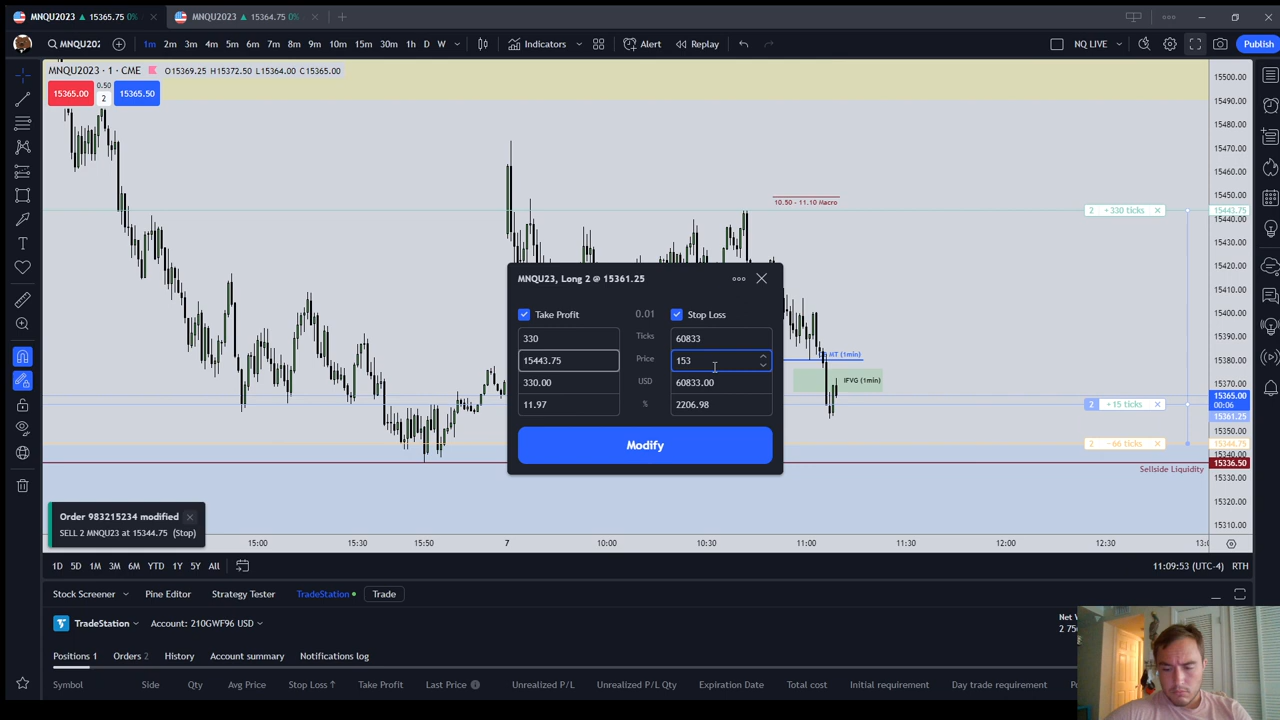 MNQU2023 ▲ 15365.75 0%
MNQU2023 ▲ 15364.75 0%
MNQU202
1m 2m 3m 4m 5m 6m 7m 8m 9m 10m 15m 30m 1h D W
Indicators
Alert
Replay
NQ LIVE
Publish
MNQU2023 · 1 · CME
O15369.25 H15372.50 L15364.00 C15365.00
15365.00
0.50
2
15365.50
10.50 - 11.10 Macro
2 +330 ticks
MNQU23, Long 2 @ 15361.25
Take Profit
0.01
Stop Loss
330
Ticks
60833
15443.75
Price
153
330.00
USD
60833.00
11.97
%
2206.98
Modify
MT (1min)
IFVG (1min)
2 +15 ticks
2 -66 ticks
Sellside Liquidity
15500.00
15490.00
15480.00
15470.00
15460.00
15450.00
15443.75
15440.00
15430.00
15420.00
15410.00
15400.00
15390.00
15380.00
15370.00
15365.00
00:06
15361.25
15350.00
15344.75
15340.00
15336.50
15330.00
15320.00
15310.00
Order 983215234 modified
SELL 2 MNQU23 at 15344.75 (Stop)
15:00 15:30 15:50 7 10:00 10:30 11:00 11:30 12:00 12:30
1D 5D 1M 3M 6M YTD 1Y 5Y All
11:09:53 (UTC-4) RTH
Stock Screener Pine Editor Strategy Tester TradeStation Trade
TradeStation Account: 210GWF96 USD
Positions 1 Orders 2 History Account summary Notifications log
Symbol Side Qty Avg Price Stop Loss ↑ Take Profit Last Price Unrealized P/L Unrealized P/L Qty Expiration Date Total cost Initial requirement Day trade requirement